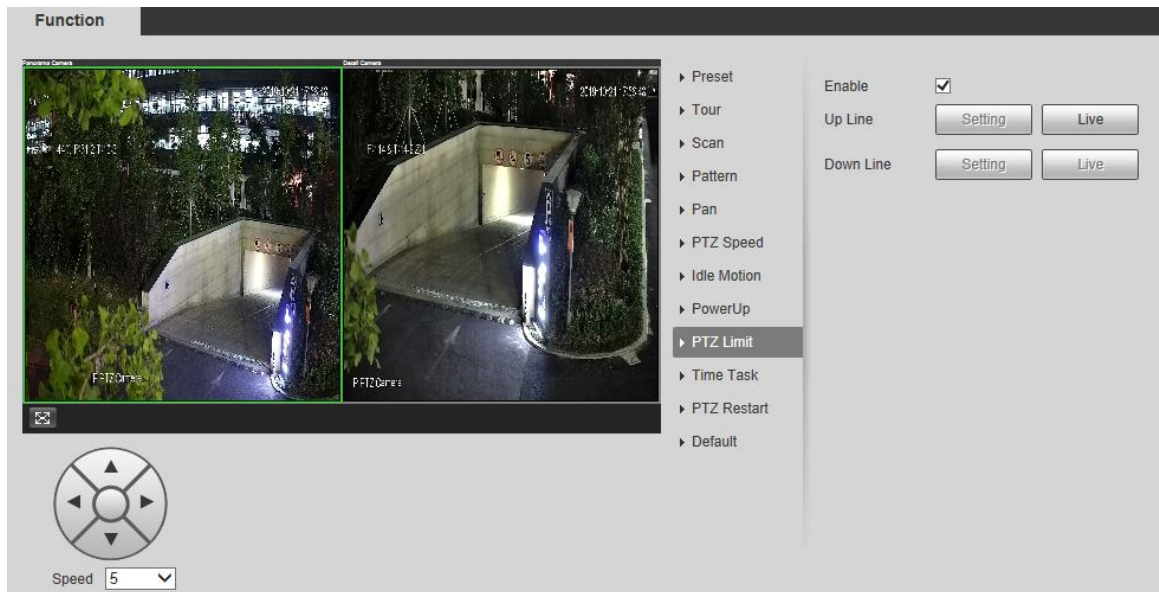 Function
Panorama Camera
Detail Camera
PTZ Camera
PTZ Camera
Preset
Tour
Scan
Pattern
Pan
PTZ Speed
Idle Motion
PowerUp
PTZ Limit
Time Task
PTZ Restart
Default
Enable
Up Line
Setting
Live
Down Line
Setting
Live
Speed
5